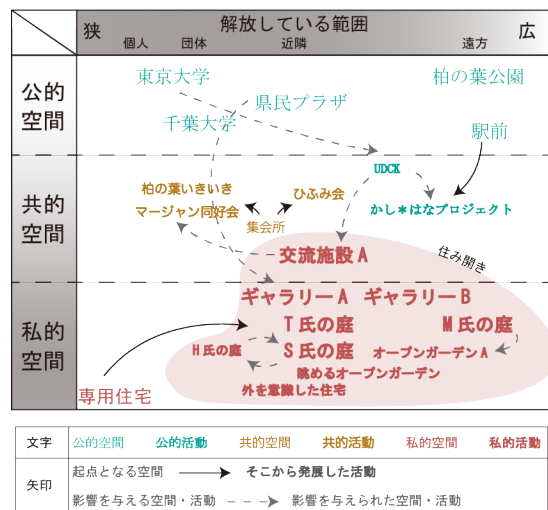 解放している範囲
狭
広
個人
団体
近隣
遠方
公的
空間
東京大学
柏の葉公園
県民プラザ
千葉大学
駅前
共的
空間
UDCK
柏の葉いきいき
マージャン同好会
ひふみ会
集会所
かし＊はなプロジェクト
交流施設A
住み開き
私的
空間
ギャラリーA
ギャラリーB
T氏の庭
M氏の庭
H氏の庭
S氏の庭
オープンガーデンA
眺めるオープンガーデン
外を意識した住宅
専用住宅
文字
公的空間
公的活動
共的空間
共的活動
私的空間
私的活動
矢印
起点となる空間
そこから発展した活動
影響を与える空間・活動
影響を与えられた空間・活動